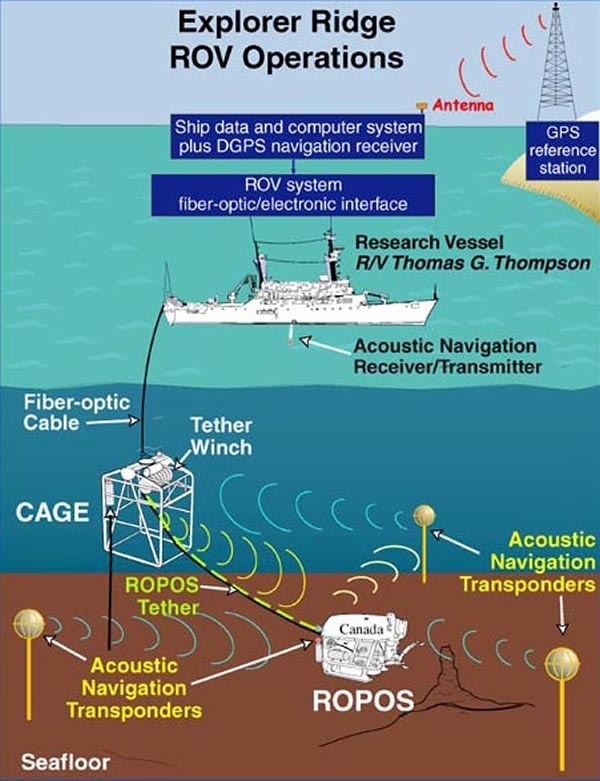 Explorer Ridge
ROV Operations
Antenna
Ship data and computer system
plus DGPS navigation receiver
GPS
reference
station
ROV system
fiber-optic/electronic interface
Research Vessel
R/V Thomas G. Thompson
Acoustic Navigation
Receiver/Transmitter
Fiber-optic
Cable
Tether
Winch
CAGE
Acoustic
Navigation
Transponders
ROPOS
Tether
Canada
Acoustic
Navigation
Transponders
ROPOS
Seafloor